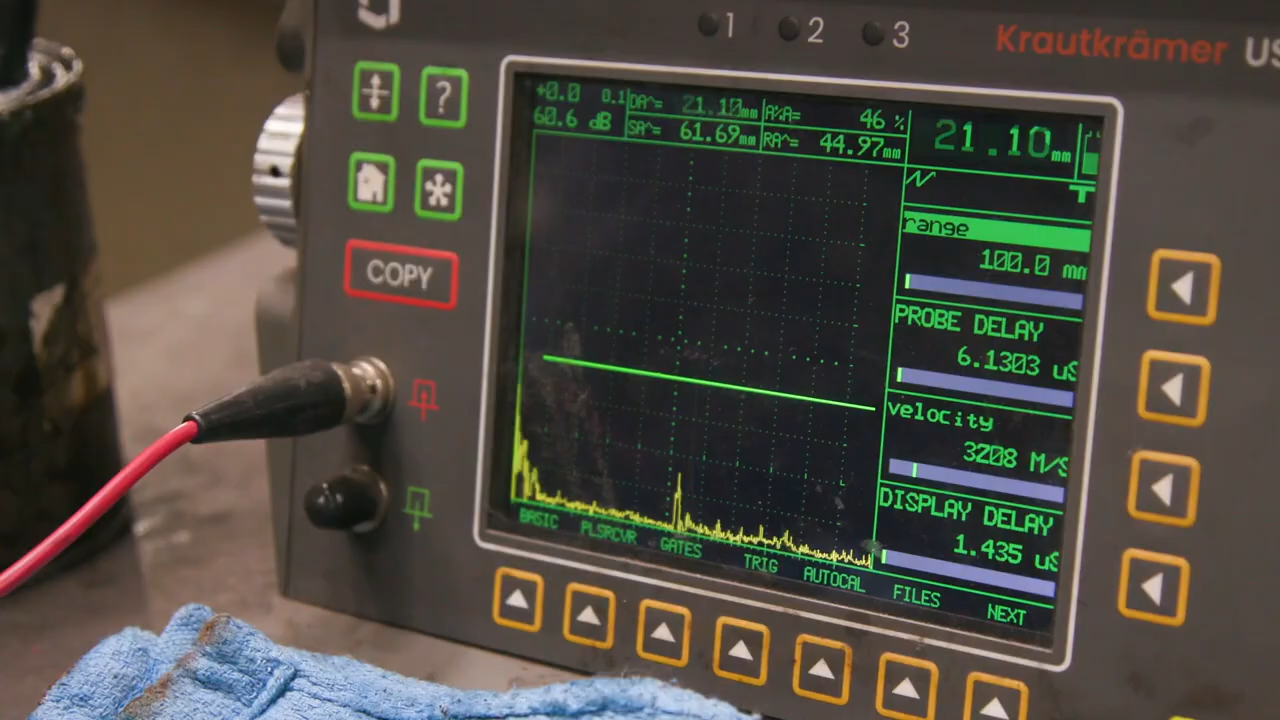 1 2 3
Krautkrämer US
?
COPY
+0.0 0.1 DA^= 21.10mm A%A= 46 %
60.6 dB SA^= 61.69mm RA^= 44.97mm
21.10mm
range
100.0 mm
PROBE DELAY
6.1303 uS
velocity
3208 M/S
DISPLAY DELAY
1.435 uS
BASIC PLSRCVR GATES TRIG AUTOCAL FILES NEXT